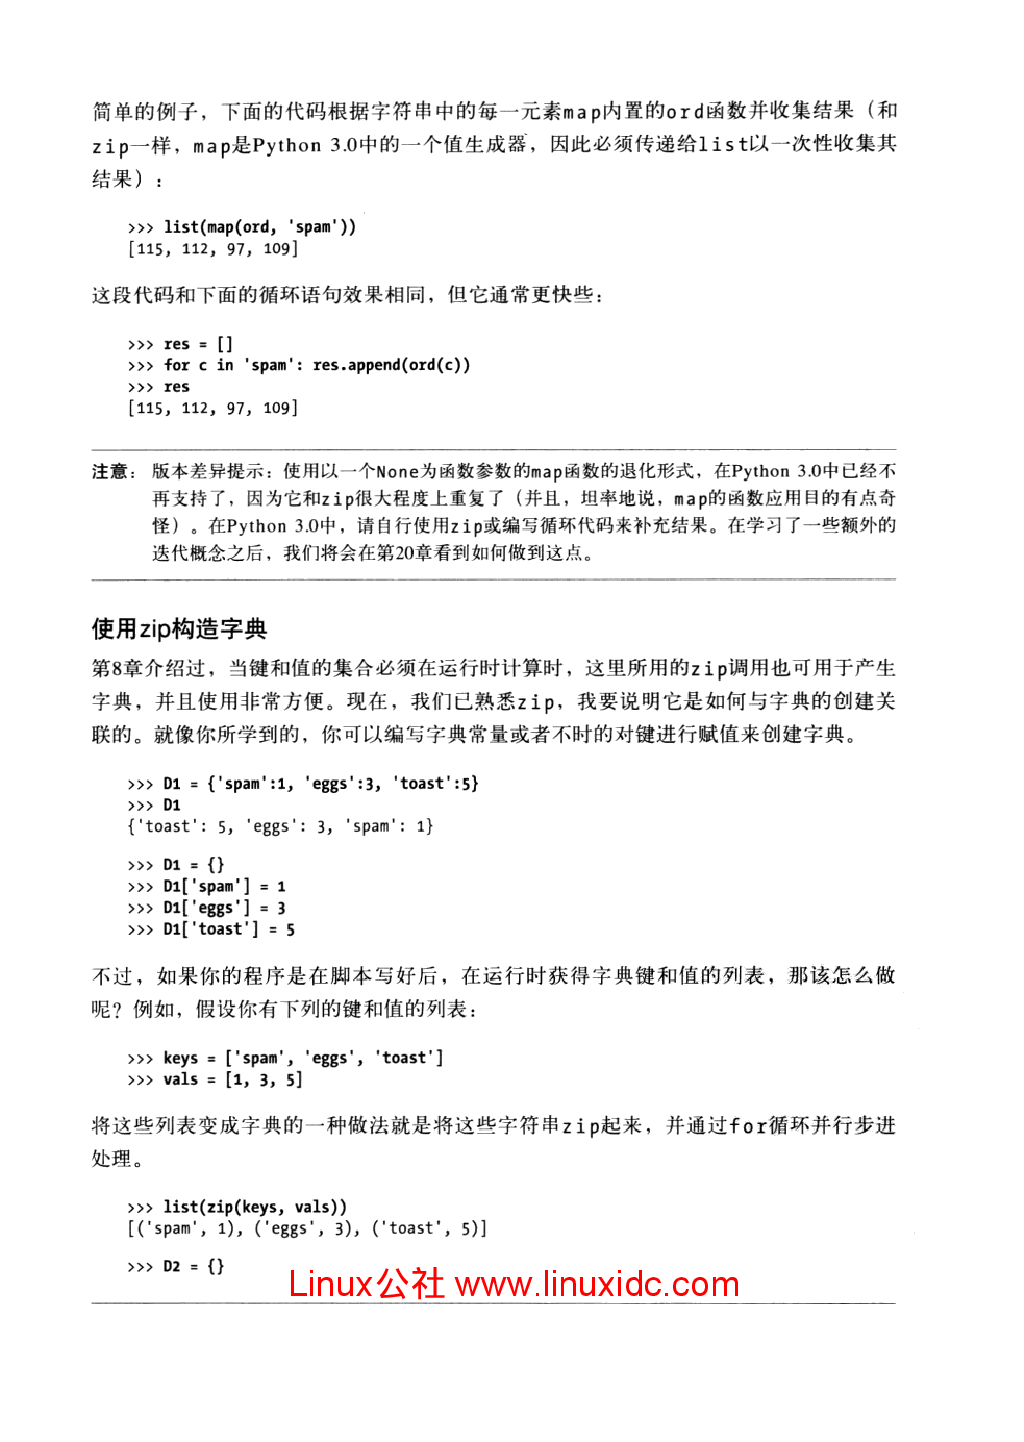 简单的例子，下面的代码根据字符串中的每一元素map内置的ord函数并收集结果（和
zip一样，map是Python 3.0中的一个值生成器，因此必须传递给list以一次性收集其
结果）：
>>> list(map(ord, 'spam'))
[115, 112, 97, 109]
这段代码和下面的循环语句效果相同，但它通常更快些：
>>> res = []
>>> for c in 'spam': res.append(ord(c))
>>> res
[115, 112, 97, 109]
注意： 版本差异提示：使用以一个None为函数参数的map函数的退化形式，在Python 3.0中已经不
再支持了，因为它和zip很大程度上重复了（并且，坦率地说，map的函数应用目的有点奇
怪）。在Python 3.0中，请自行使用zip或编写循环代码来补充结果。在学习了一些额外的
迭代概念之后，我们将会在第20章看到如何做到这点。
使用zip构造字典
第8章介绍过，当键和值的集合必须在运行时计算时，这里所用的zip调用也可用于产生
字典，并且使用非常方便。现在，我们已熟悉zip，我要说明它是如何与字典的创建关
联的。就像你所学到的，你可以编写字典常量或者不时的对键进行赋值来创建字典。
>>> D1 = {'spam':1, 'eggs':3, 'toast':5}
>>> D1
{'toast': 5, 'eggs': 3, 'spam': 1}
>>> D1 = {}
>>> D1['spam'] = 1
>>> D1['eggs'] = 3
>>> D1['toast'] = 5
不过，如果你的程序是在脚本写好后，在运行时获得字典键和值的列表，那该怎么做
呢？例如，假设你有下列的键和值的列表：
>>> keys = ['spam', 'eggs', 'toast']
>>> vals = [1, 3, 5]
将这些列表变成字典的一种做法就是将这些字符串zip起来，并通过for循环并行步进
处理。
>>> list(zip(keys, vals))
[('spam', 1), ('eggs', 3), ('toast', 5)]
>>> D2 = {}
Linux公社 www.linuxidc.com